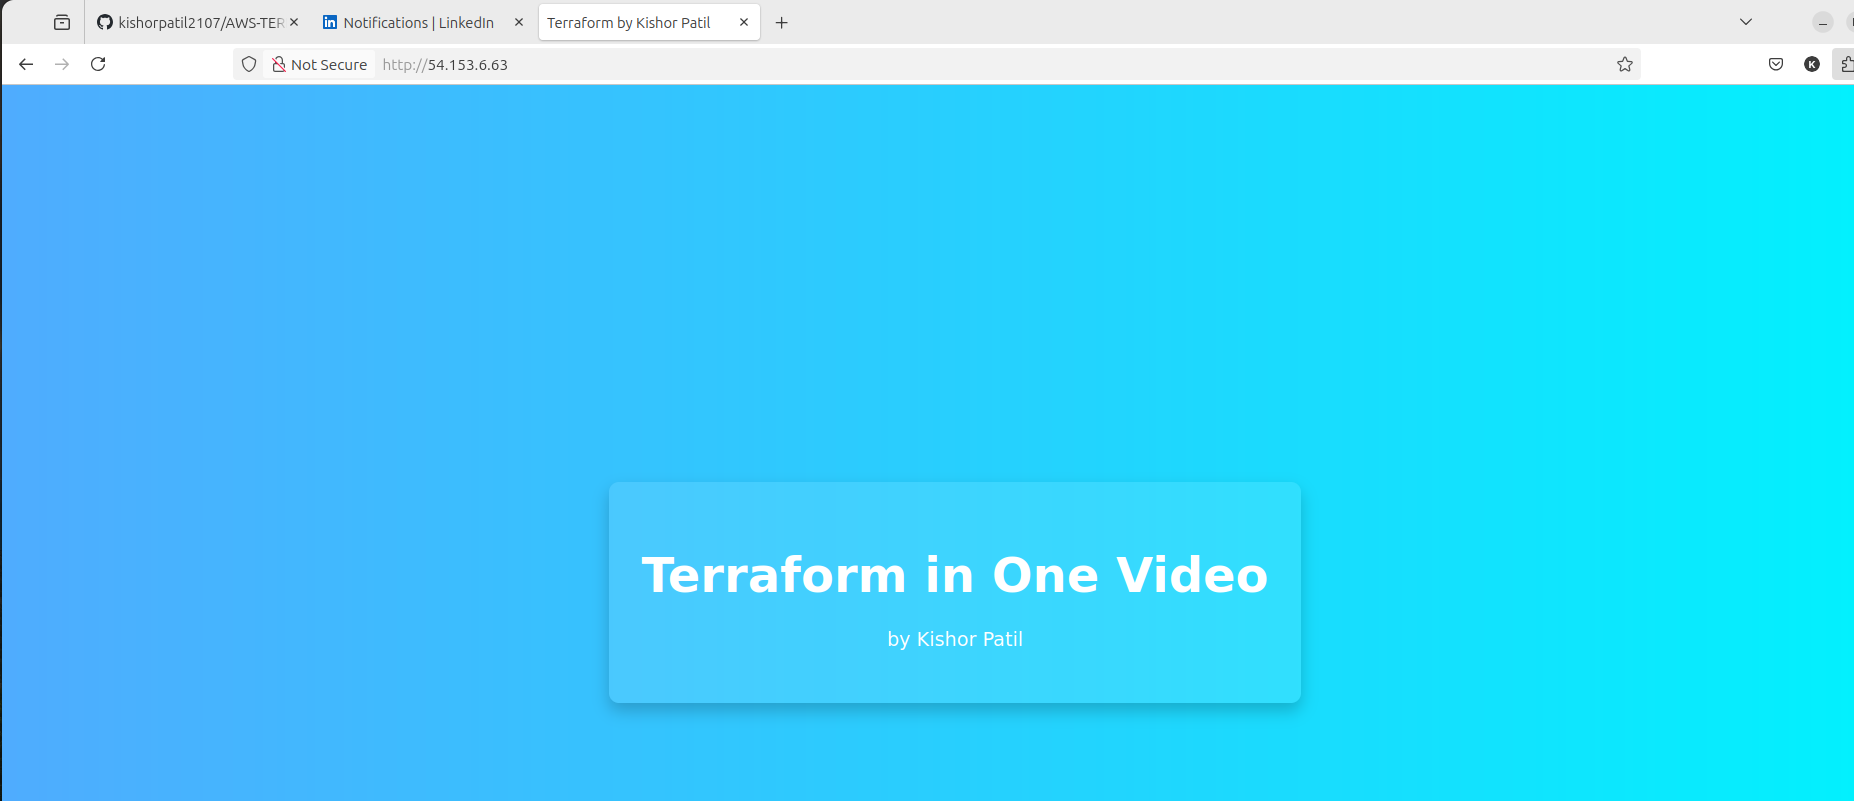 kishorpatil2107/AWS-TER
Notifications | LinkedIn
Terraform by Kishor Patil
Not Secure
http://54.153.6.63
K
Terraform in One Video
by Kishor Patil